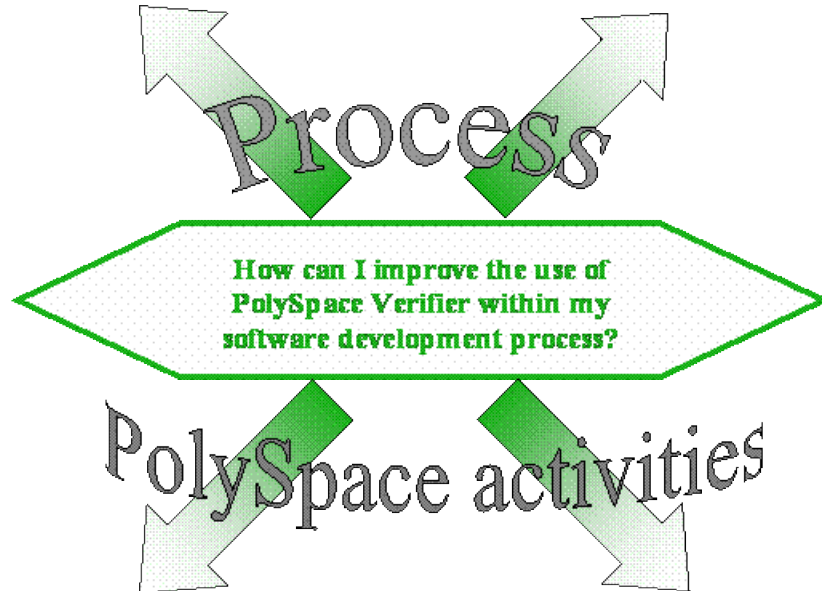 Process
How can I improve the use of
PolySpace Verifier within my
software development process?
PolySpace activities